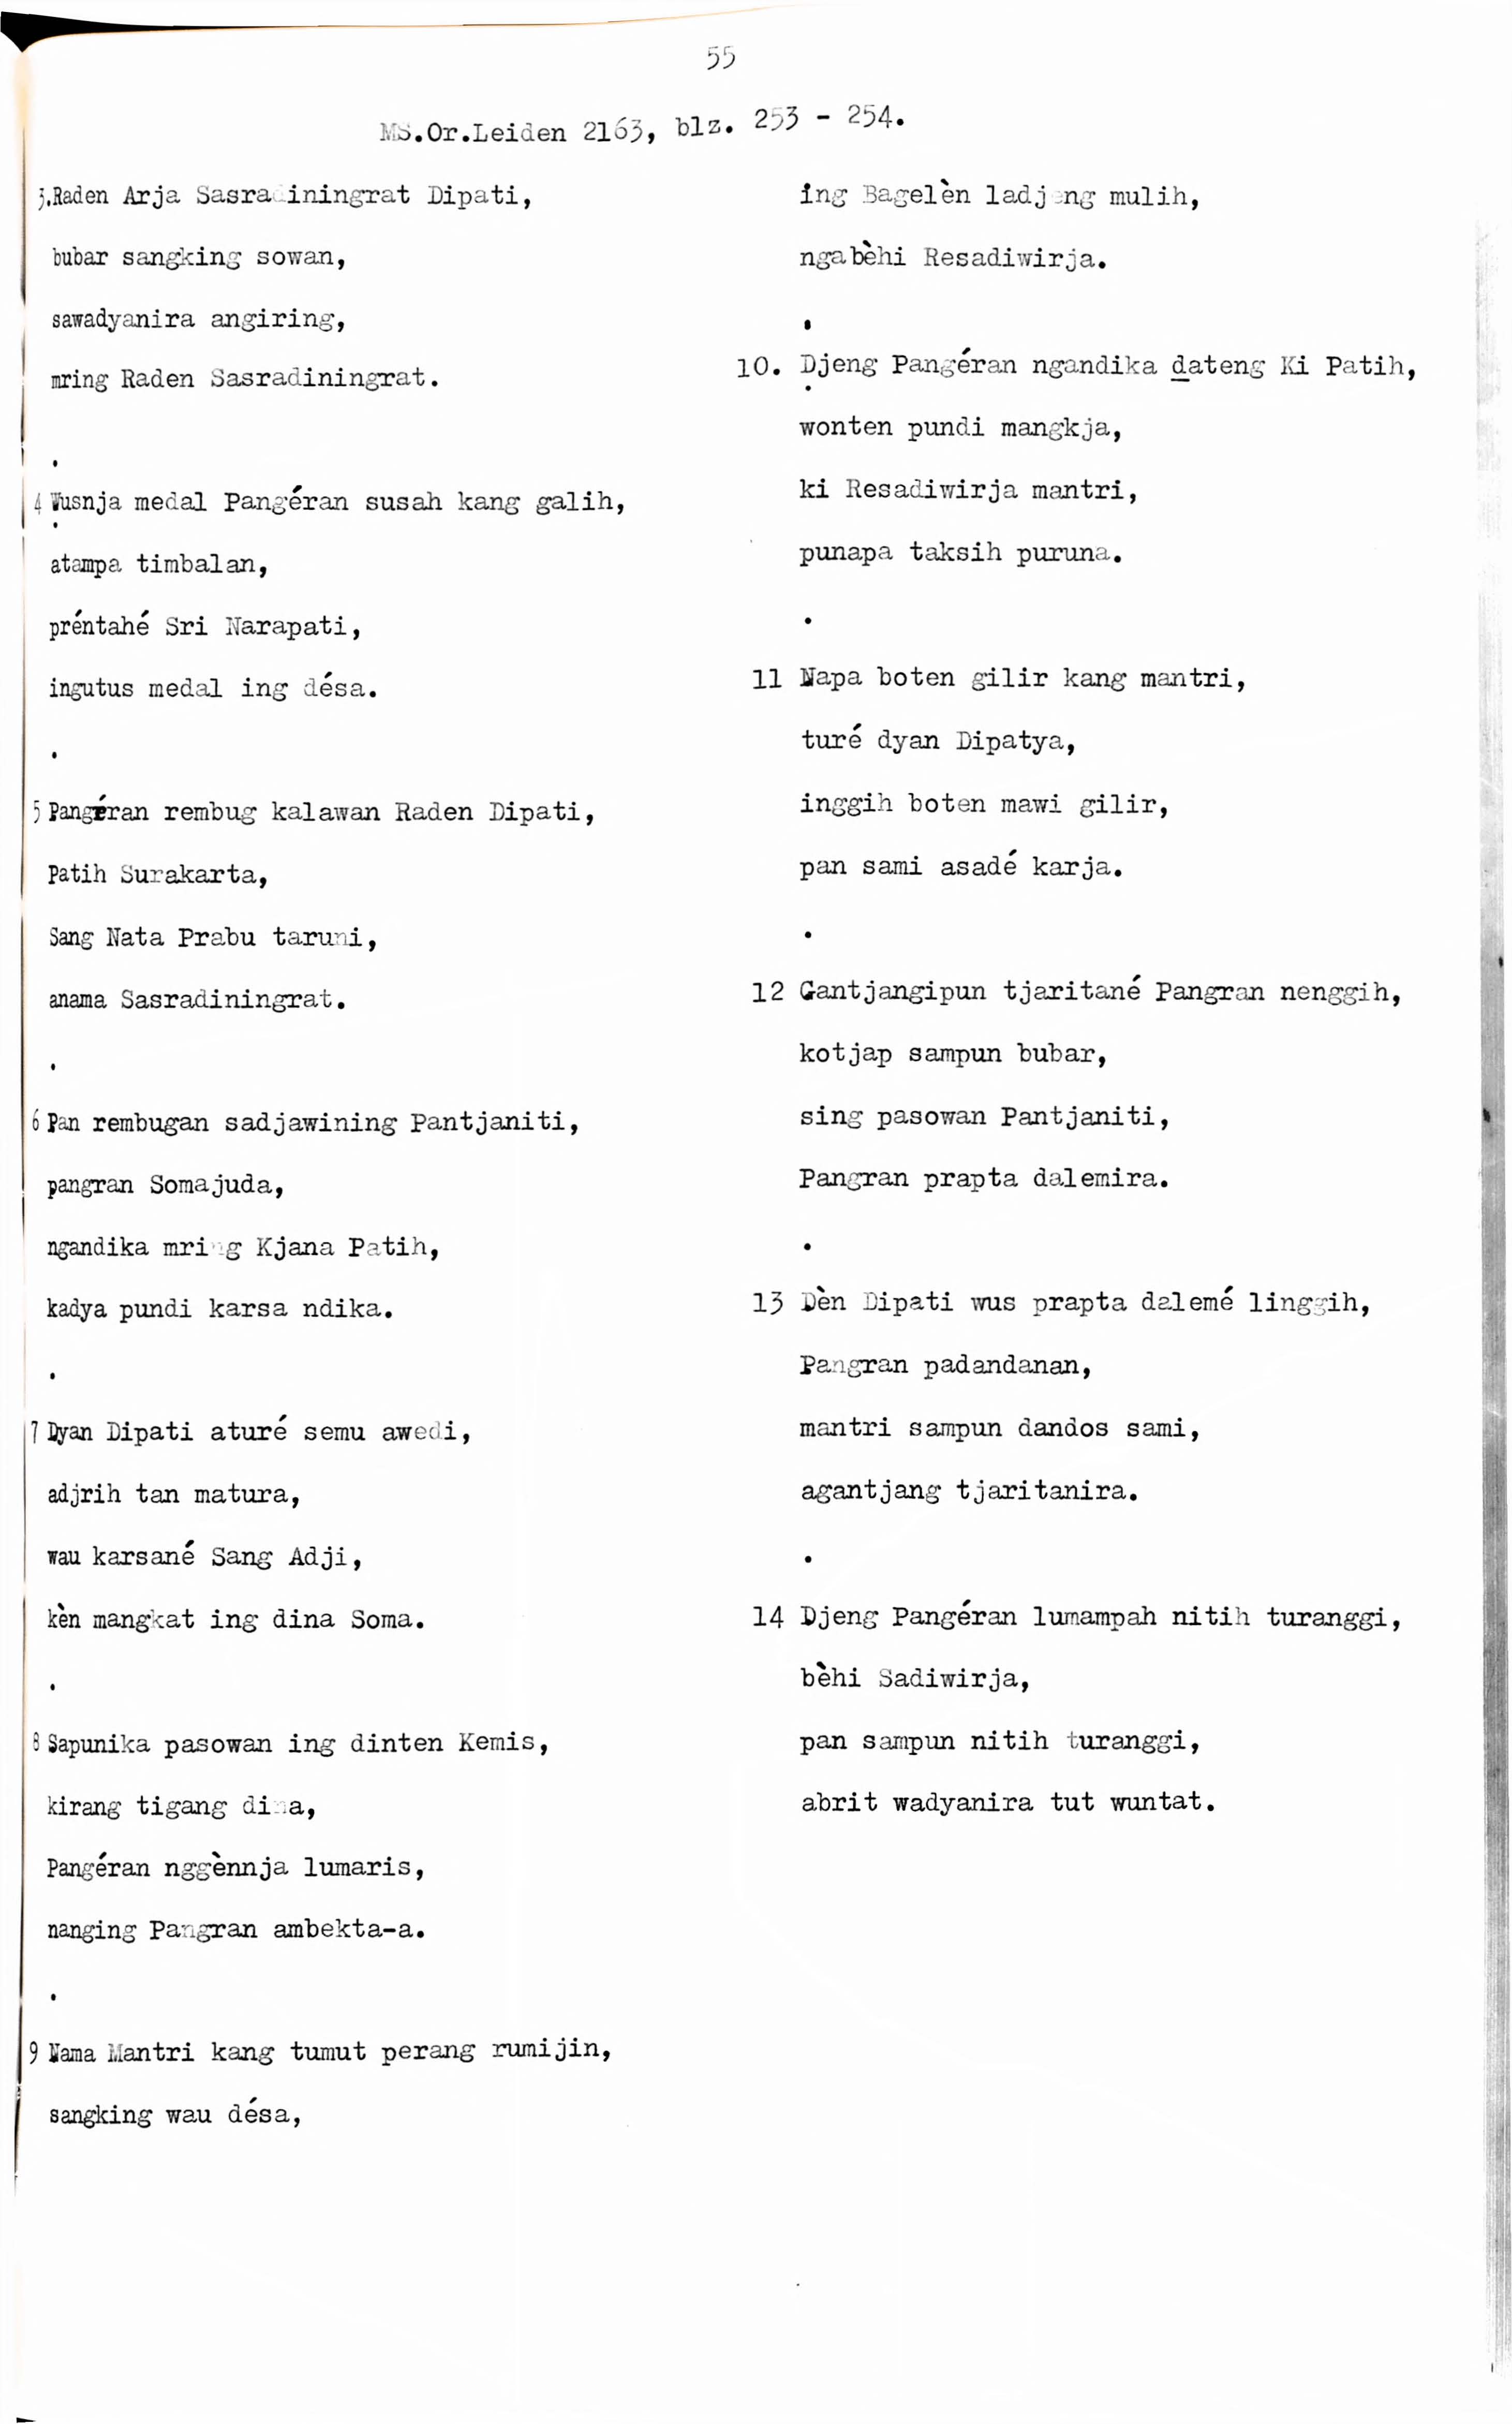 55
MS.Or.Leiden 2163, blz. 253 - 254.
3.Raden Arja Sasradiningrat Dipati,
bubar sangking sowan,
sawadyanira angiring,
mring Raden Sasradiningrat.
.
4 Wusnja medal Pangéran susah kang galih,
atampa timbalan,
préntahé Sri Narapati,
ingutus medal ing désa.
.
5 Pangéran rembug kalawan Raden Dipati,
Patih Surakarta,
Sang Nata Prabu taruni,
anama Sasradiningrat.
.
6 Pan rembugan sadjawining Pantjaniti,
pangran Somajuda,
ngandika mring Kjana Patih,
kadya pundi karsa ndika.
.
7 Dyan Dipati aturé semu awedi,
adjrih tan matura,
wau karsané Sang Adji,
kèn mangkat ing dina Soma.
.
8 Sapunika pasowan ing dinten Kemis,
kirang tigang dina,
Pangéran nggènnja lumaris,
nanging Pangran ambekta-a.
.
9 Nama Mantri kang tumut perang rumijin,
sangking wau désa,
ing Bagelèn ladjeng mulih,
ngabèhi Resadiwirja.
.
10. Djeng Pangéran ngandika dateng Ki Patih,
wonten pundi mangkja,
ki Resadiwirja mantri,
punapa taksih puruna.
.
11 Napa boten gilir kang mantri,
turé dyan Dipatya,
inggih boten mawi gilir,
pan sami asadé karja.
.
12 Gantjangipun tjaritané Pangran nenggih,
kotjap sampun bubar,
sing pasowan Pantjaniti,
Pangran prapta dalemira.
.
13 Dèn Dipati wus prapta dalemé linggih,
Pangran padandanan,
mantri sampun dandos sami,
agantjang tjaritanira.
.
14 Djeng Pangéran lumampah nitih turanggi,
bèhi Sadiwirja,
pan sampun nitih turanggi,
abrit wadyanira tut wuntat.